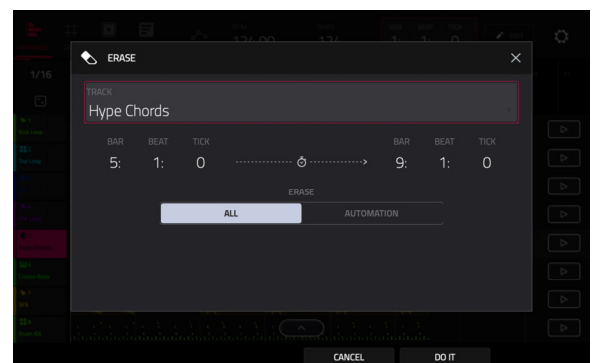 1/16
ERASE
TRACK
Hype Chords
BAR BEAT TICK BAR BEAT TICK
5: 1: 0 9: 1: 0
ERASE
ALL AUTOMATION
CANCEL DO IT